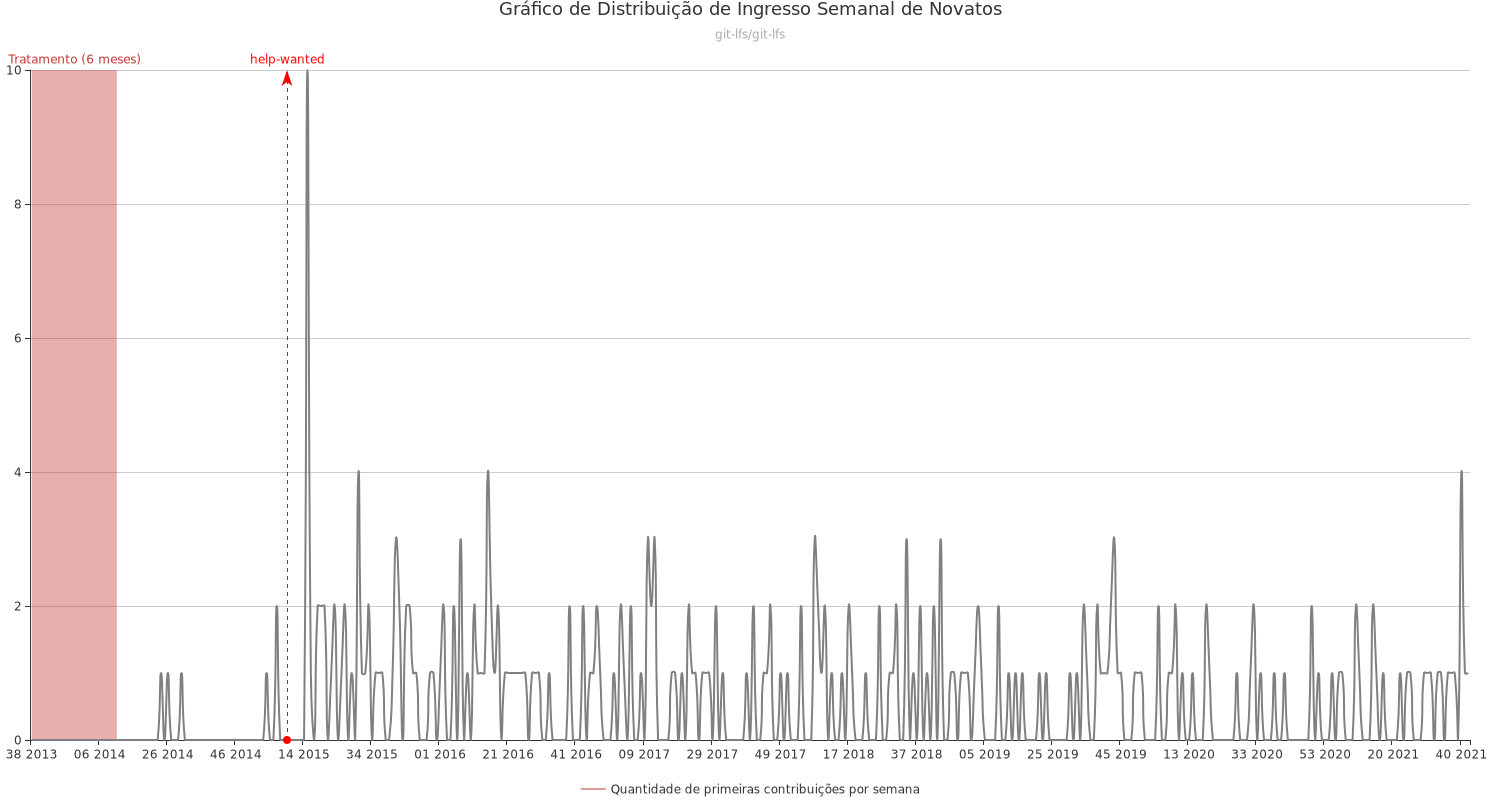 Gráfico de Distribuição de Ingresso Semanal de Novatos
git-lfs/git-lfs
Tratamento (6 meses)
help-wanted
10
8
6
4
2
0
38 2013 06 2014 26 2014 46 2014 14 2015 34 2015 01 2016 21 2016 41 2016 09 2017 29 2017 49 2017 17 2018 37 2018 05 2019 25 2019 45 2019 13 2020 33 2020 53 2020 20 2021 40 2021
Quantidade de primeiras contribuições por semana